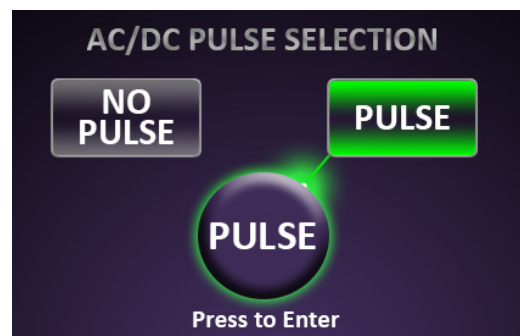 AC/DC PULSE SELECTION
NO
PULSE
PULSE
PULSE
Press to Enter